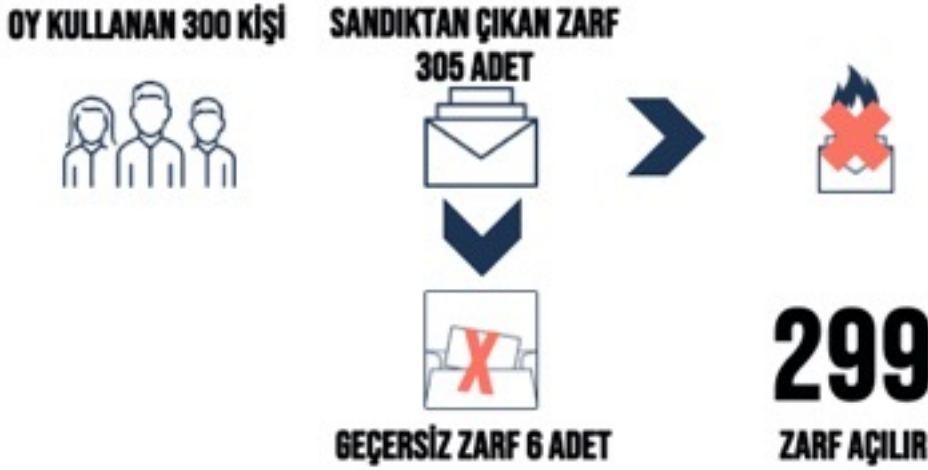 OY KULLANAN 300 KİŞİ
SANDIKTAN ÇIKAN ZARF
305 ADET
X
GEÇERSİZ ZARF 6 ADET
299
ZARF AÇILIR